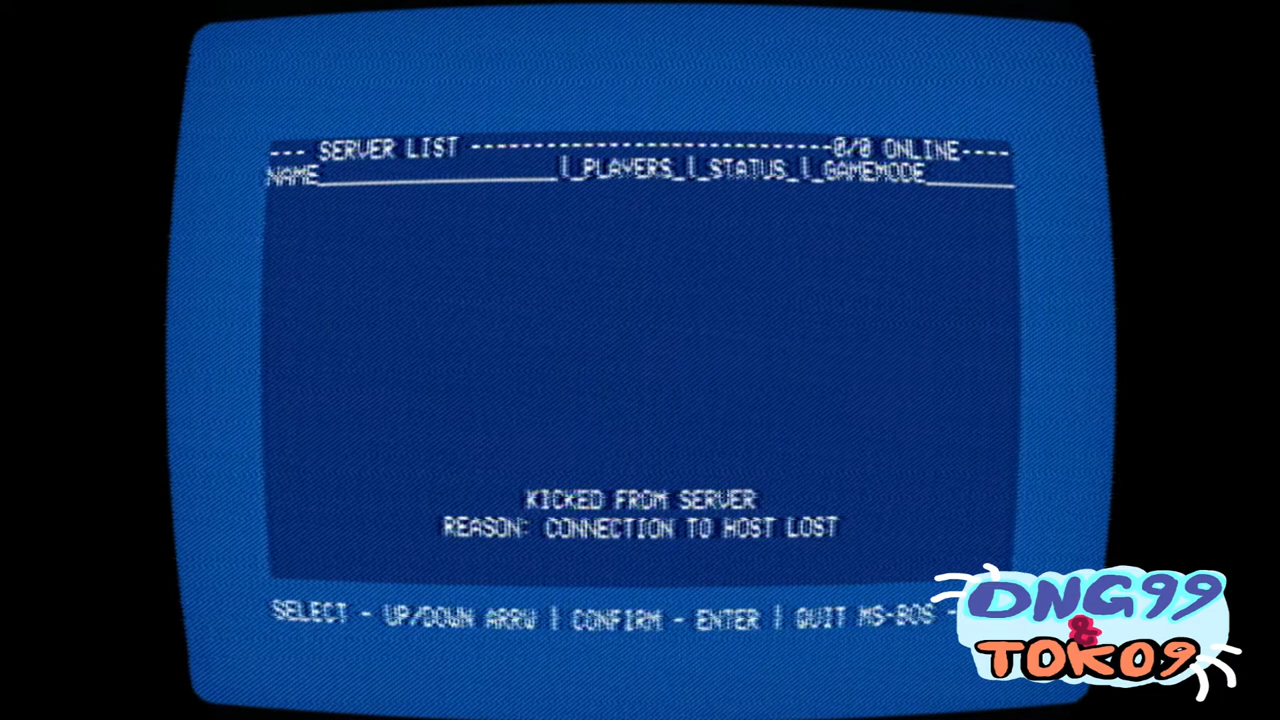 --- SERVER LIST -----------------------------0/0 ONLINE----
NAME____________________|_PLAYERS_|_STATUS_|_GAMEMODE_______
KICKED FROM SERVER
REASON: CONNECTION TO HOST LOST
SELECT - UP/DOWN ARRW | CONFIRM - ENTER | QUIT MS-BOS -
DNG99
&
TOKO9